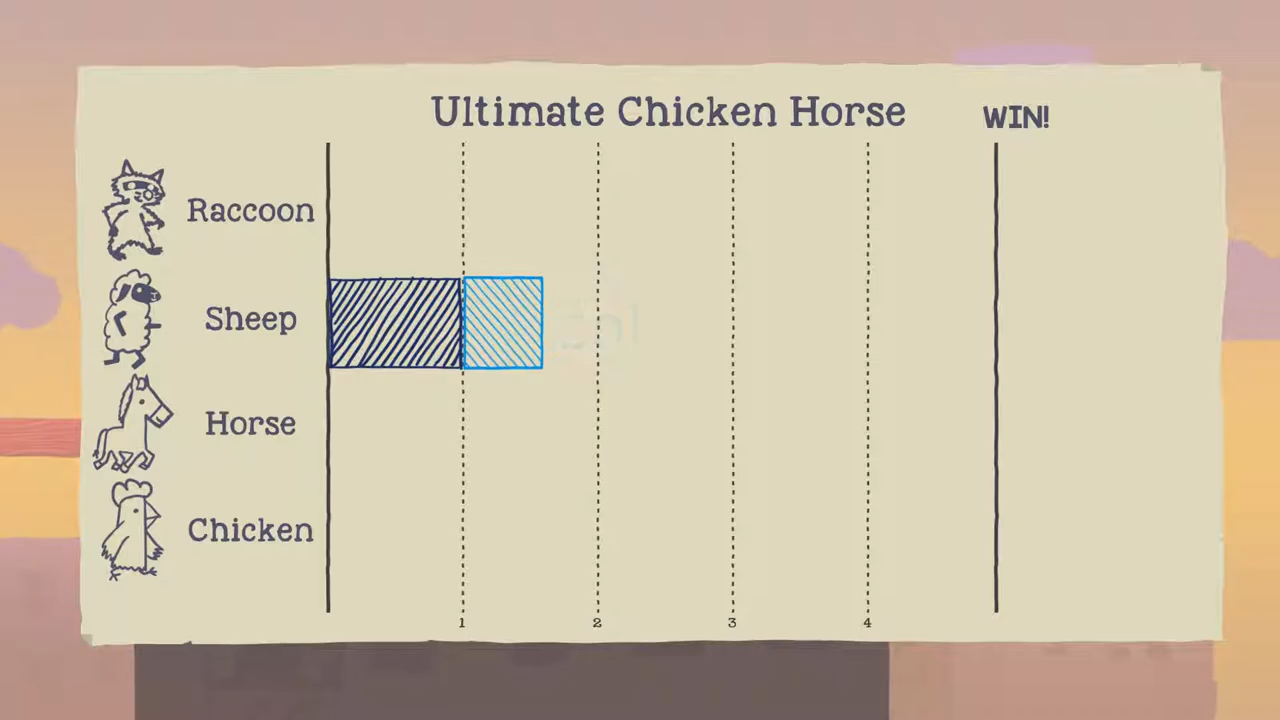 Ultimate Chicken Horse
WIN!
Raccoon
Sheep
Horse
Chicken
1 2 3 4